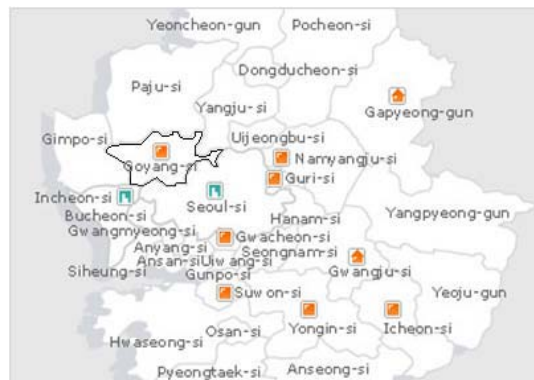 Yeoncheon-gun
Pocheon-si
Dongducheon-si
Paju-si
Yangju-si
Gapyeong-gun
Gimpo-si
Uijeongbu-si
Goyang-si
Namyangju-si
Guri-si
Incheon-si
Seoul-si
Bucheon-si
Hanam-si
Yangpyeong-gun
Gwangmyeong-si
Gwacheon-si
Anyang-si
Seongnam-si
Ansan-si
Uiwang-si
Siheung-si
Gunpo-si
Gwangju-si
Suwon-si
Yeoju-gun
Osan-si
Yongin-si
Icheon-si
Hwaseong-si
Pyeongtaek-si
Anseong-si